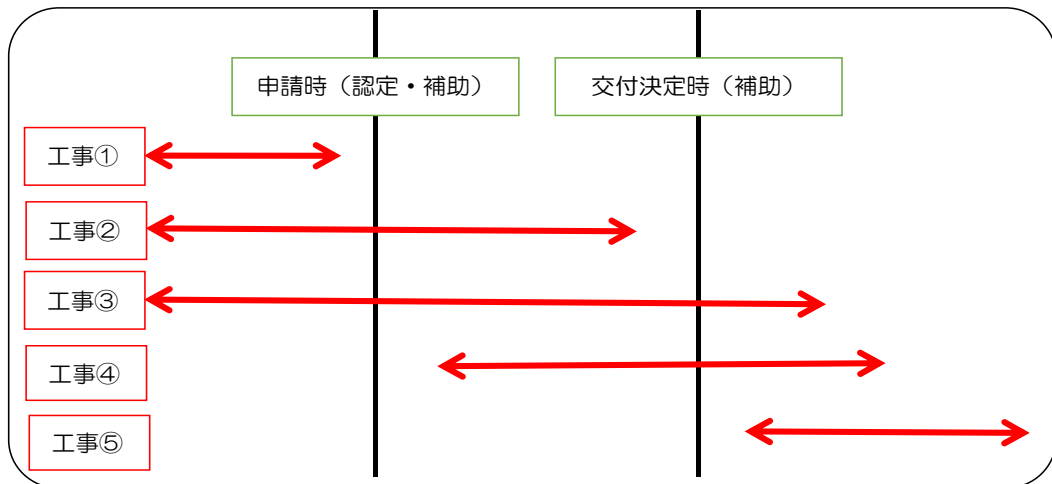 申請時（認定・補助）
交付決定時（補助）
工事①
工事②
工事③
工事④
工事⑤